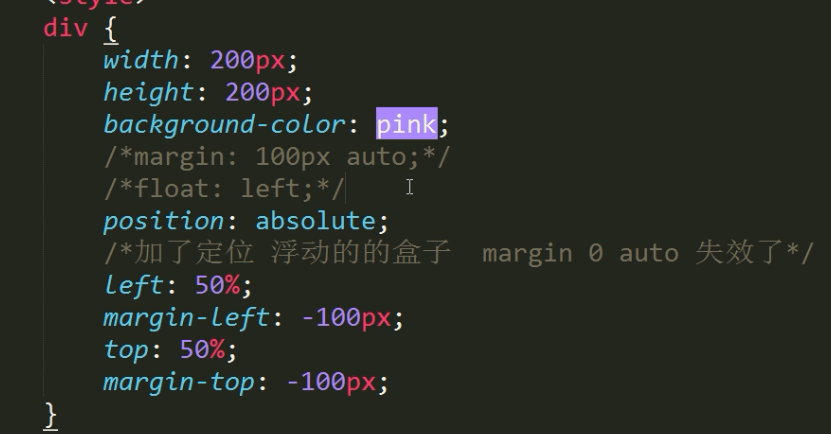 <style>
div {
width: 200px;
height: 200px;
background-color: pink;
/*margin: 100px auto;*/
/*float: left;*/
position: absolute;
/*加了定位 浮动的的盒子  margin 0 auto 失效了*/
left: 50%;
margin-left: -100px;
top: 50%;
margin-top: -100px;
}